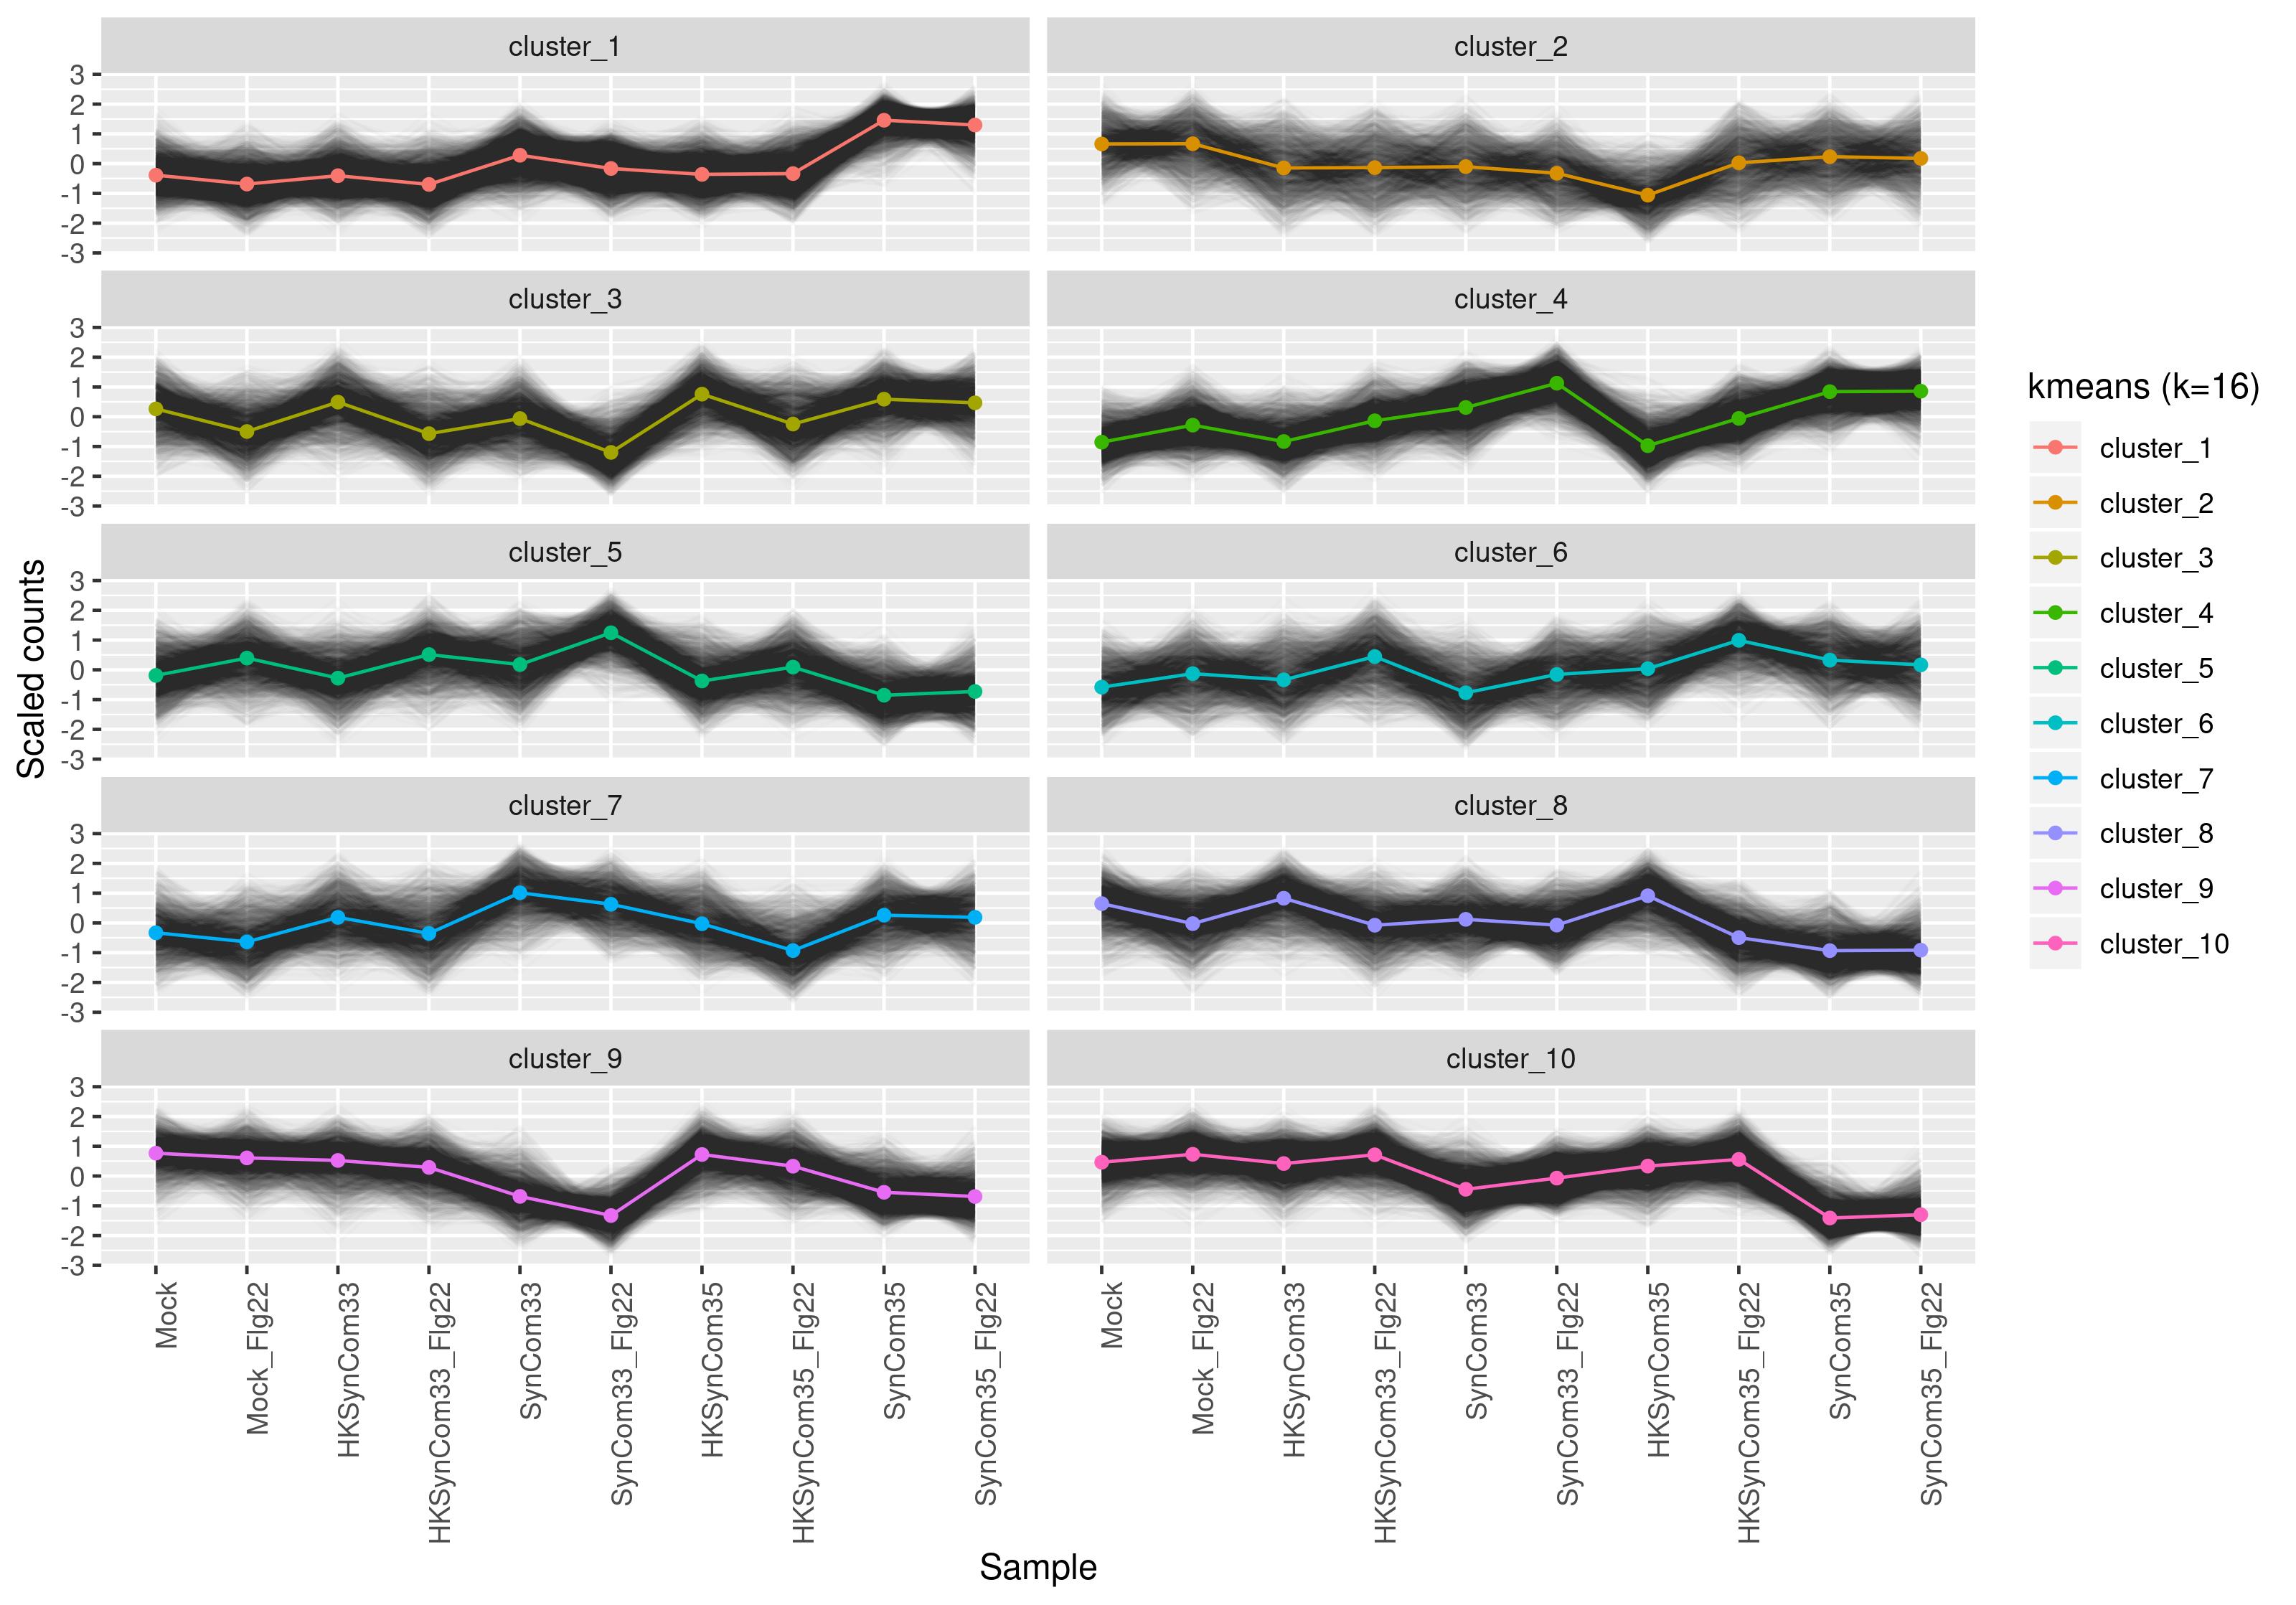 cluster_1
cluster_2
3
2
1
0
-1
-2
-3
cluster_3
cluster_4
3
2
1
0
-1
-2
-3
cluster_5
cluster_6
3
2
1
0
-1
-2
-3
cluster_7
cluster_8
3
2
1
0
-1
-2
-3
cluster_9
cluster_10
3
2
1
0
-1
-2
-3
Scaled counts
Mock
Mock_Flg22
HKSynCom33
HKSynCom33_Flg22
SynCom33
SynCom33_Flg22
HKSynCom35
HKSynCom35_Flg22
SynCom35
SynCom35_Flg22
Mock
Mock_Flg22
HKSynCom33
HKSynCom33_Flg22
SynCom33
SynCom33_Flg22
HKSynCom35
HKSynCom35_Flg22
SynCom35
SynCom35_Flg22
Sample
kmeans (k=16)
cluster_1
cluster_2
cluster_3
cluster_4
cluster_5
cluster_6
cluster_7
cluster_8
cluster_9
cluster_10